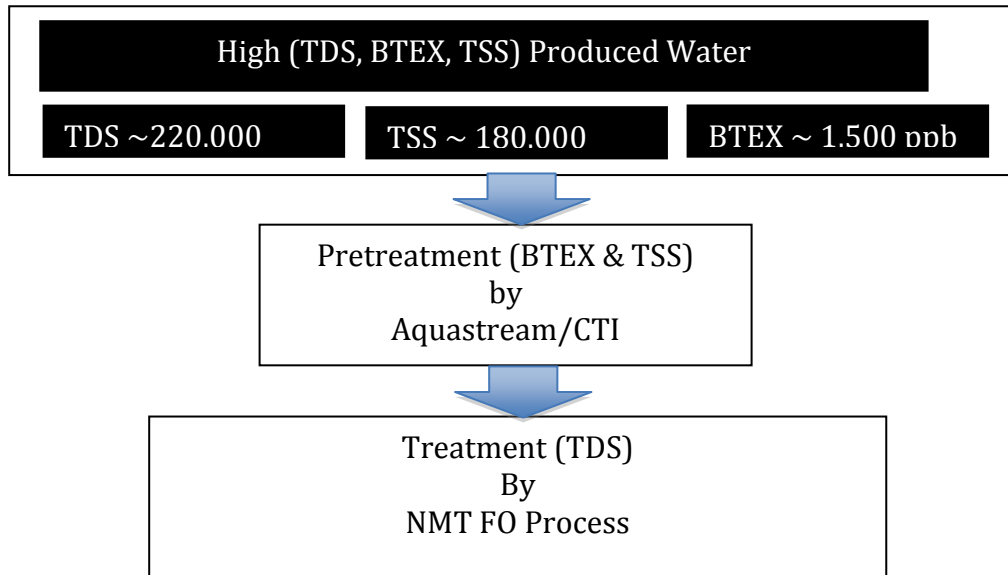 High (TDS, BTEX, TSS) Produced Water
TDS ~220.000
TSS ~ 180.000
BTEX ~ 1.500 ppb
Pretreatment (BTEX & TSS)
by
Aquastream/CTI
Treatment (TDS)
By
NMT FO Process